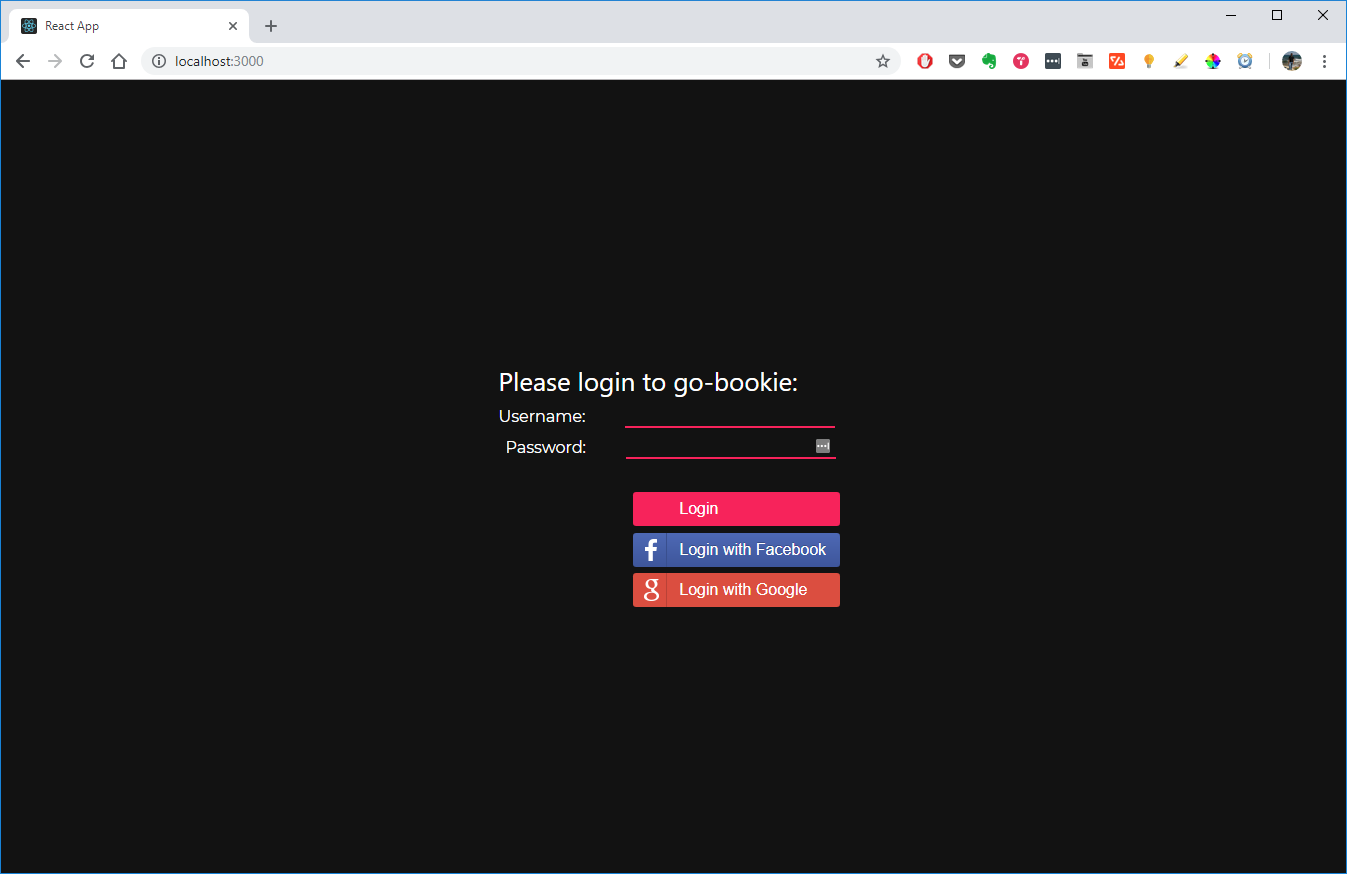 React App
localhost:3000
Please login to go-bookie:
Username:
Password:
Login
f Login with Facebook
g Login with Google